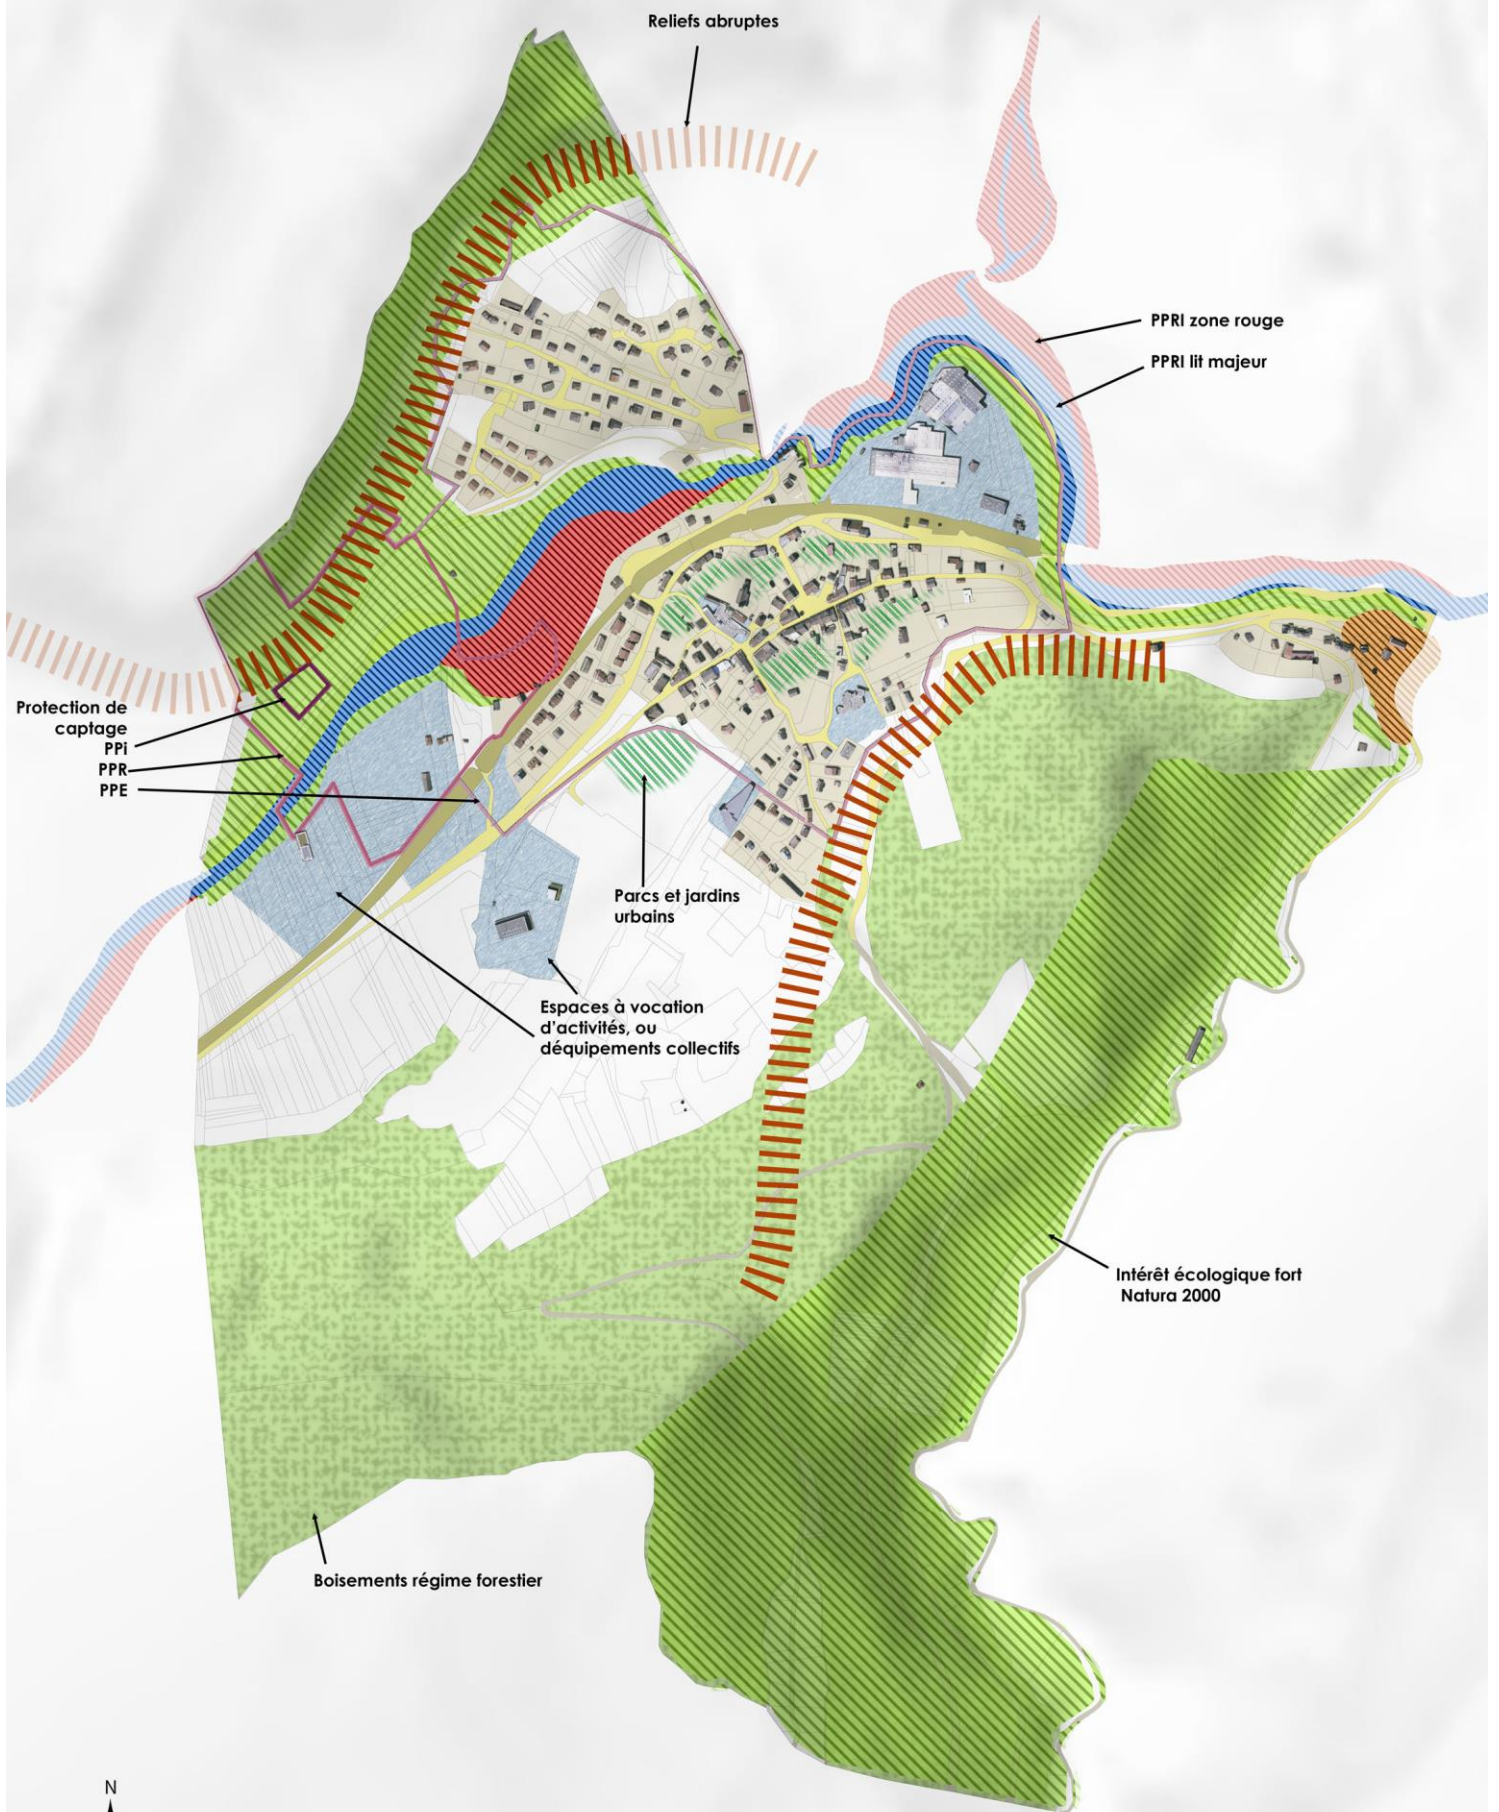 Reliefs abruptes
PPRI zone rouge
PPRI lit majeur
Protection de
captage
PPi
PPR
PPE
Parcs et jardins
urbains
Espaces à vocation
d'activités, ou
déquipements collectifs
Intérêt écologique fort
Natura 2000
Boisements régime forestier
N